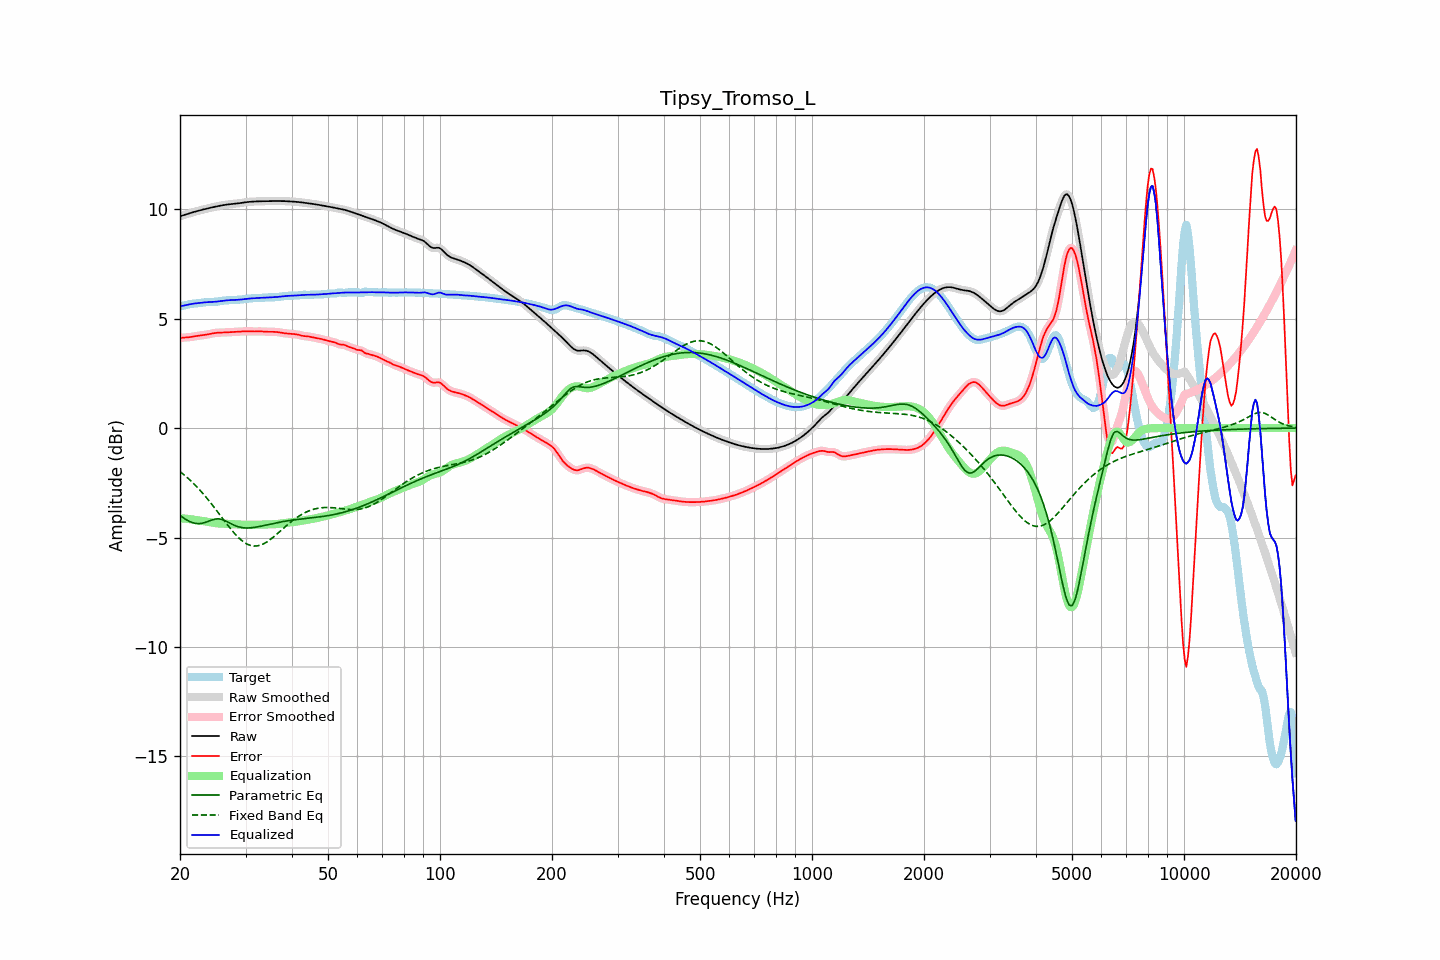 Tipsy_Tromso_L
Amplitude (dBr)
10
5
0
−5
−10
−15
Target
Raw Smoothed
Error Smoothed
Raw
Error
Equalization
Parametric Eq
Fixed Band Eq
Equalized
20 50 100 200 500 1000 2000 5000 10000 20000
Frequency (Hz)